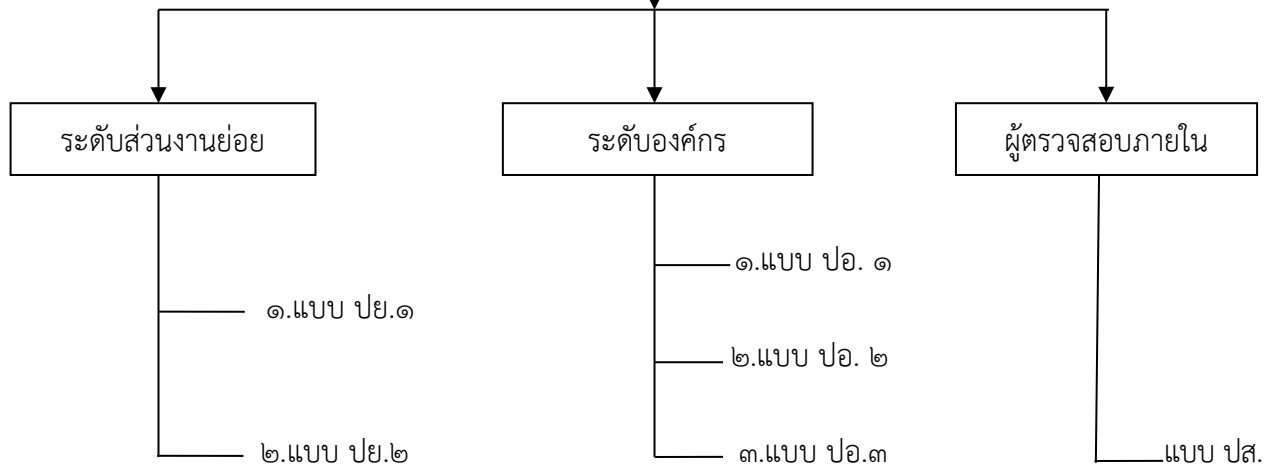 ระดับส่วนงานย่อย
ระดับองค์กร
ผู้ตรวจสอบภายใน
๑.แบบ ปย.๑
๒.แบบ ปย.๒
๑.แบบ ปอ. ๑
๒.แบบ ปอ. ๒
๓.แบบ ปอ.๓
แบบ ปส.